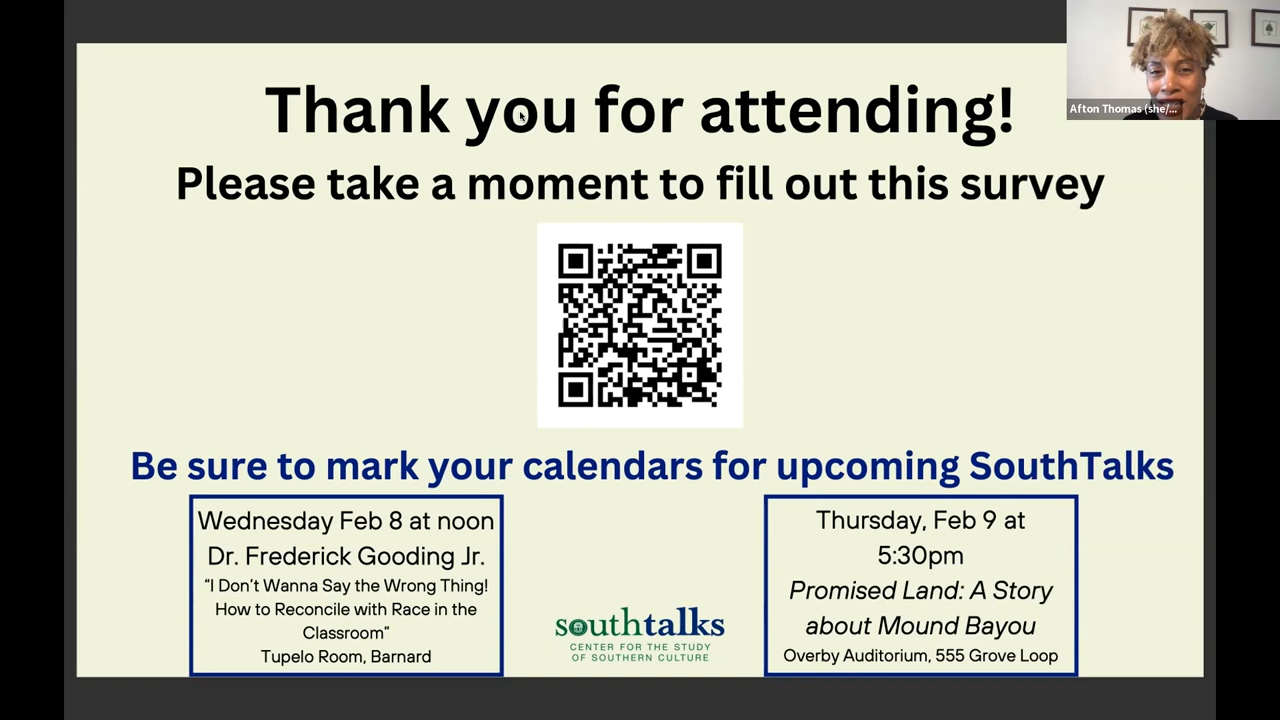 Thank you for attending!
Afton Thomas (she/...
Please take a moment to fill out this survey
Be sure to mark your calendars for upcoming SouthTalks
Wednesday Feb 8 at noon
Dr. Frederick Gooding Jr.
“I Don’t Wanna Say the Wrong Thing!
How to Reconcile with Race in the
Classroom”
Tupelo Room, Barnard
southtalks
CENTER FOR THE STUDY
OF SOUTHERN CULTURE
Thursday, Feb 9 at
5:30pm
Promised Land: A Story
about Mound Bayou
Overby Auditorium, 555 Grove Loop